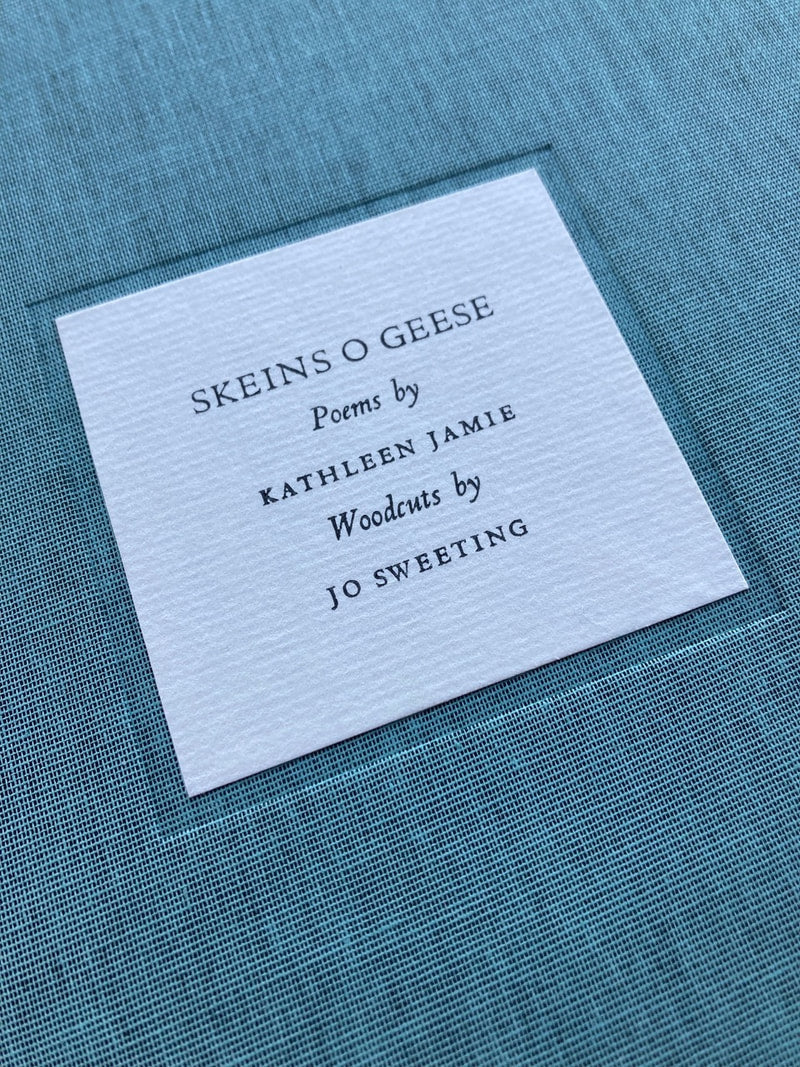 SKEINS O GEESE
Poems by
KATHLEEN JAMIE
Woodcuts by
JO SWEETING